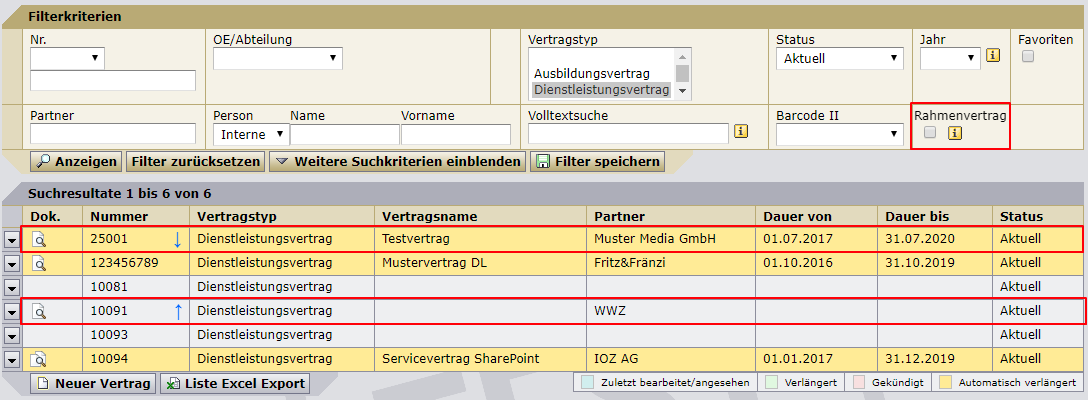 Filterkriterien
Nr. OE/Abteilung Vertragstyp Status Jahr Favoriten
Ausbildungsvertrag
Dienstleistungsvertrag
Aktuell
Partner Person Name Vorname Volltextsuche Barcode II Rahmenvertrag
Interne
Anzeigen Filter zurücksetzen Weitere Suchkriterien einblenden Filter speichern
Suchresultate 1 bis 6 von 6
Dok. Nummer Vertragstyp Vertragsname Partner Dauer von Dauer bis Status
25001 ↓ Dienstleistungsvertrag Testvertrag Muster Media GmbH 01.07.2017 31.07.2020 Aktuell
123456789 Dienstleistungsvertrag Mustervertrag DL Fritz&Fränzi 01.10.2016 31.10.2019 Aktuell
10081 Dienstleistungsvertrag Aktuell
10091 ↑ Dienstleistungsvertrag WWZ Aktuell
10093 Dienstleistungsvertrag Aktuell
10094 Dienstleistungsvertrag Servicevertrag SharePoint IOZ AG 01.01.2017 31.12.2019 Aktuell
Neuer Vertrag Liste Excel Export Zuletzt bearbeitet/angesehen Verlängert Gekündigt Automatisch verlängert